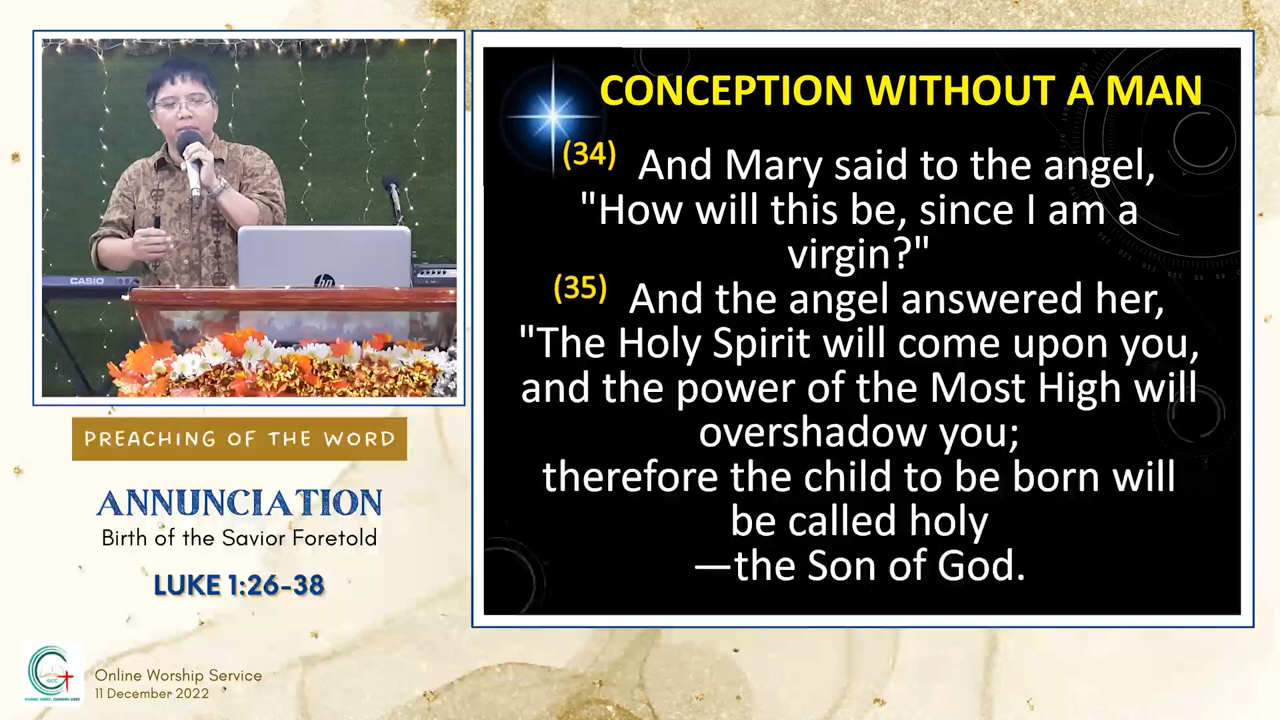 CASIO
hp
PREACHING OF THE WORD
ANNUNCIATION
Birth of the Savior Foretold
LUKE 1:26-38
Online Worship Service
11 December 2022
CONCEPTION WITHOUT A MAN
(34) And Mary said to the angel,
"How will this be, since I am a
virgin?"
(35) And the angel answered her,
"The Holy Spirit will come upon you,
and the power of the Most High will
overshadow you;
therefore the child to be born will
be called holy
—the Son of God.